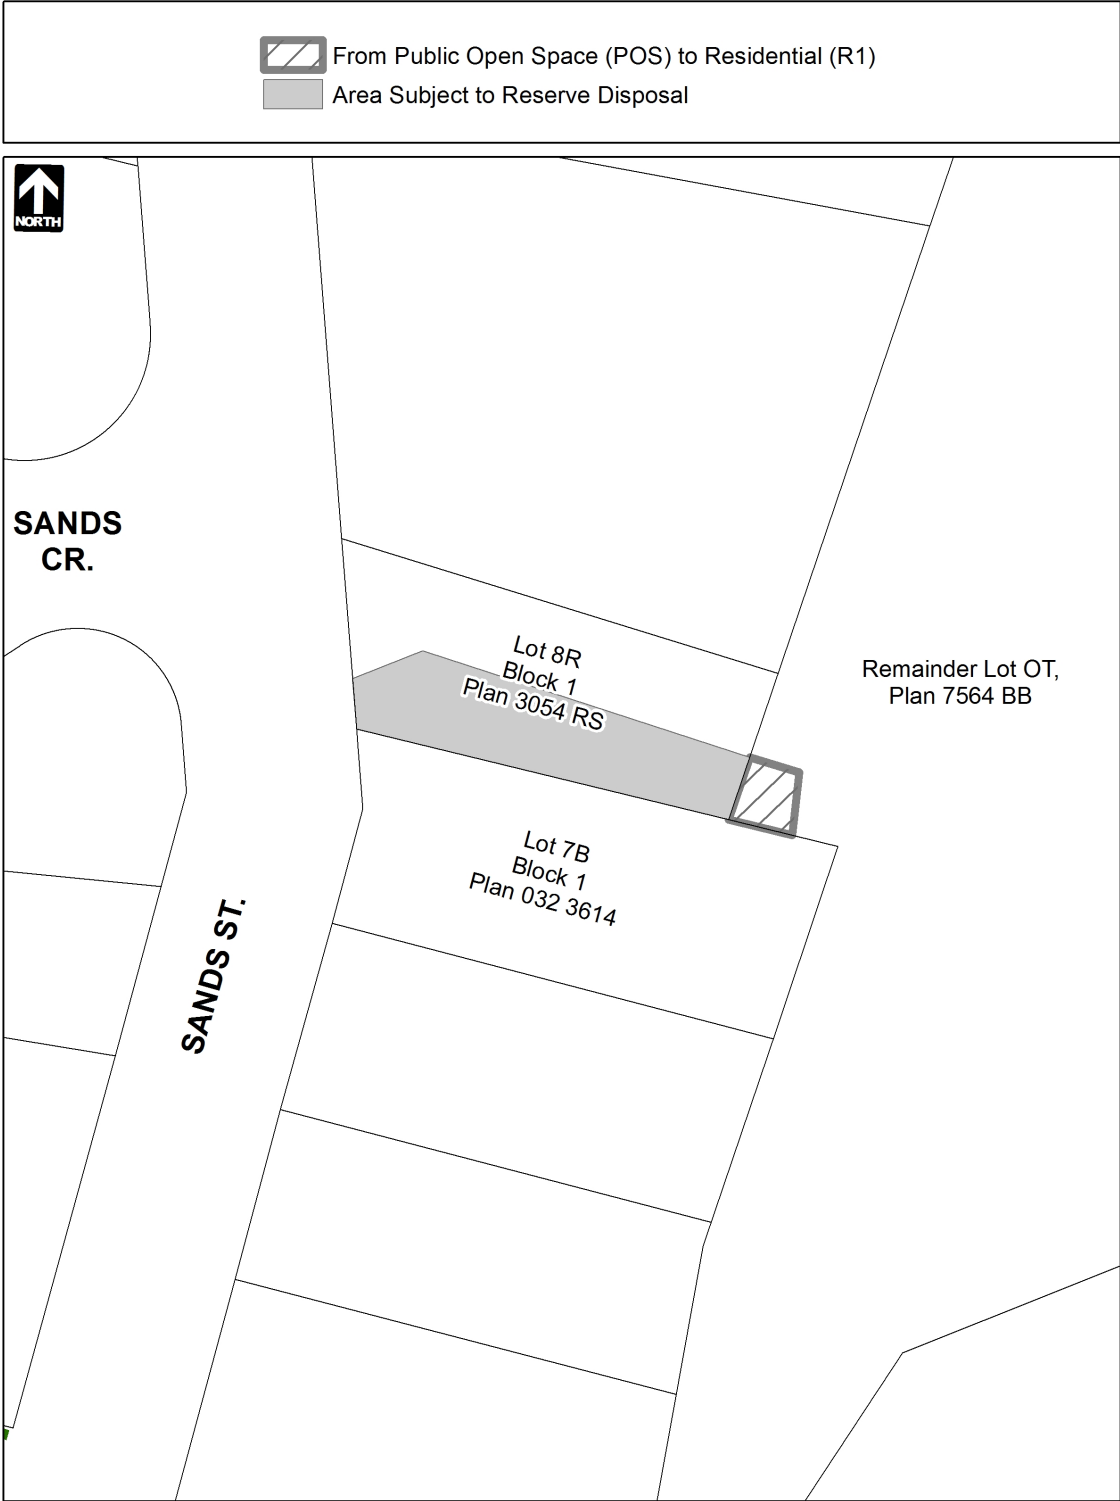 From Public Open Space (POS) to Residential (R1)
Area Subject to Reserve Disposal
NORTH
SANDS
CR.
Lot 8R
Block 1
Plan 3054 RS
Remainder Lot OT,
Plan 7564 BB
Lot 7B
Block 1
Plan 032 3614
SANDS ST.